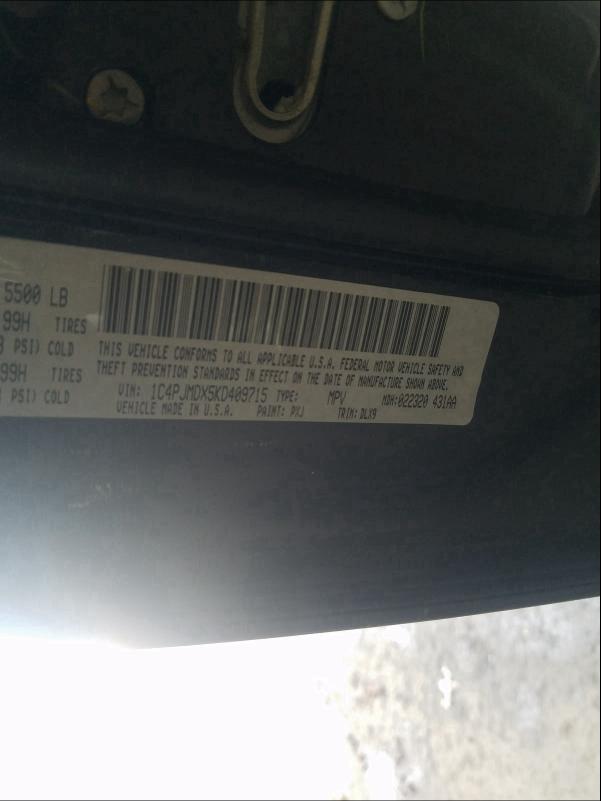 5500 LB
99H TIRES
PSI) COLD
99H TIRES
PSI) COLD
THIS VEHICLE CONFORMS TO ALL APPLICABLE U.S.A. FEDERAL MOTOR VEHICLE SAFETY AND
THEFT PREVENTION STANDARDS IN EFFECT ON THE DATE OF MANUFACTURE SHOWN ABOVE.
VIN: 1C4PJMDX5KD409715 TYPE: MPV MDH:022320 431AA
VEHICLE MADE IN U.S.A. PAINT: PXJ TRIM: DLX9